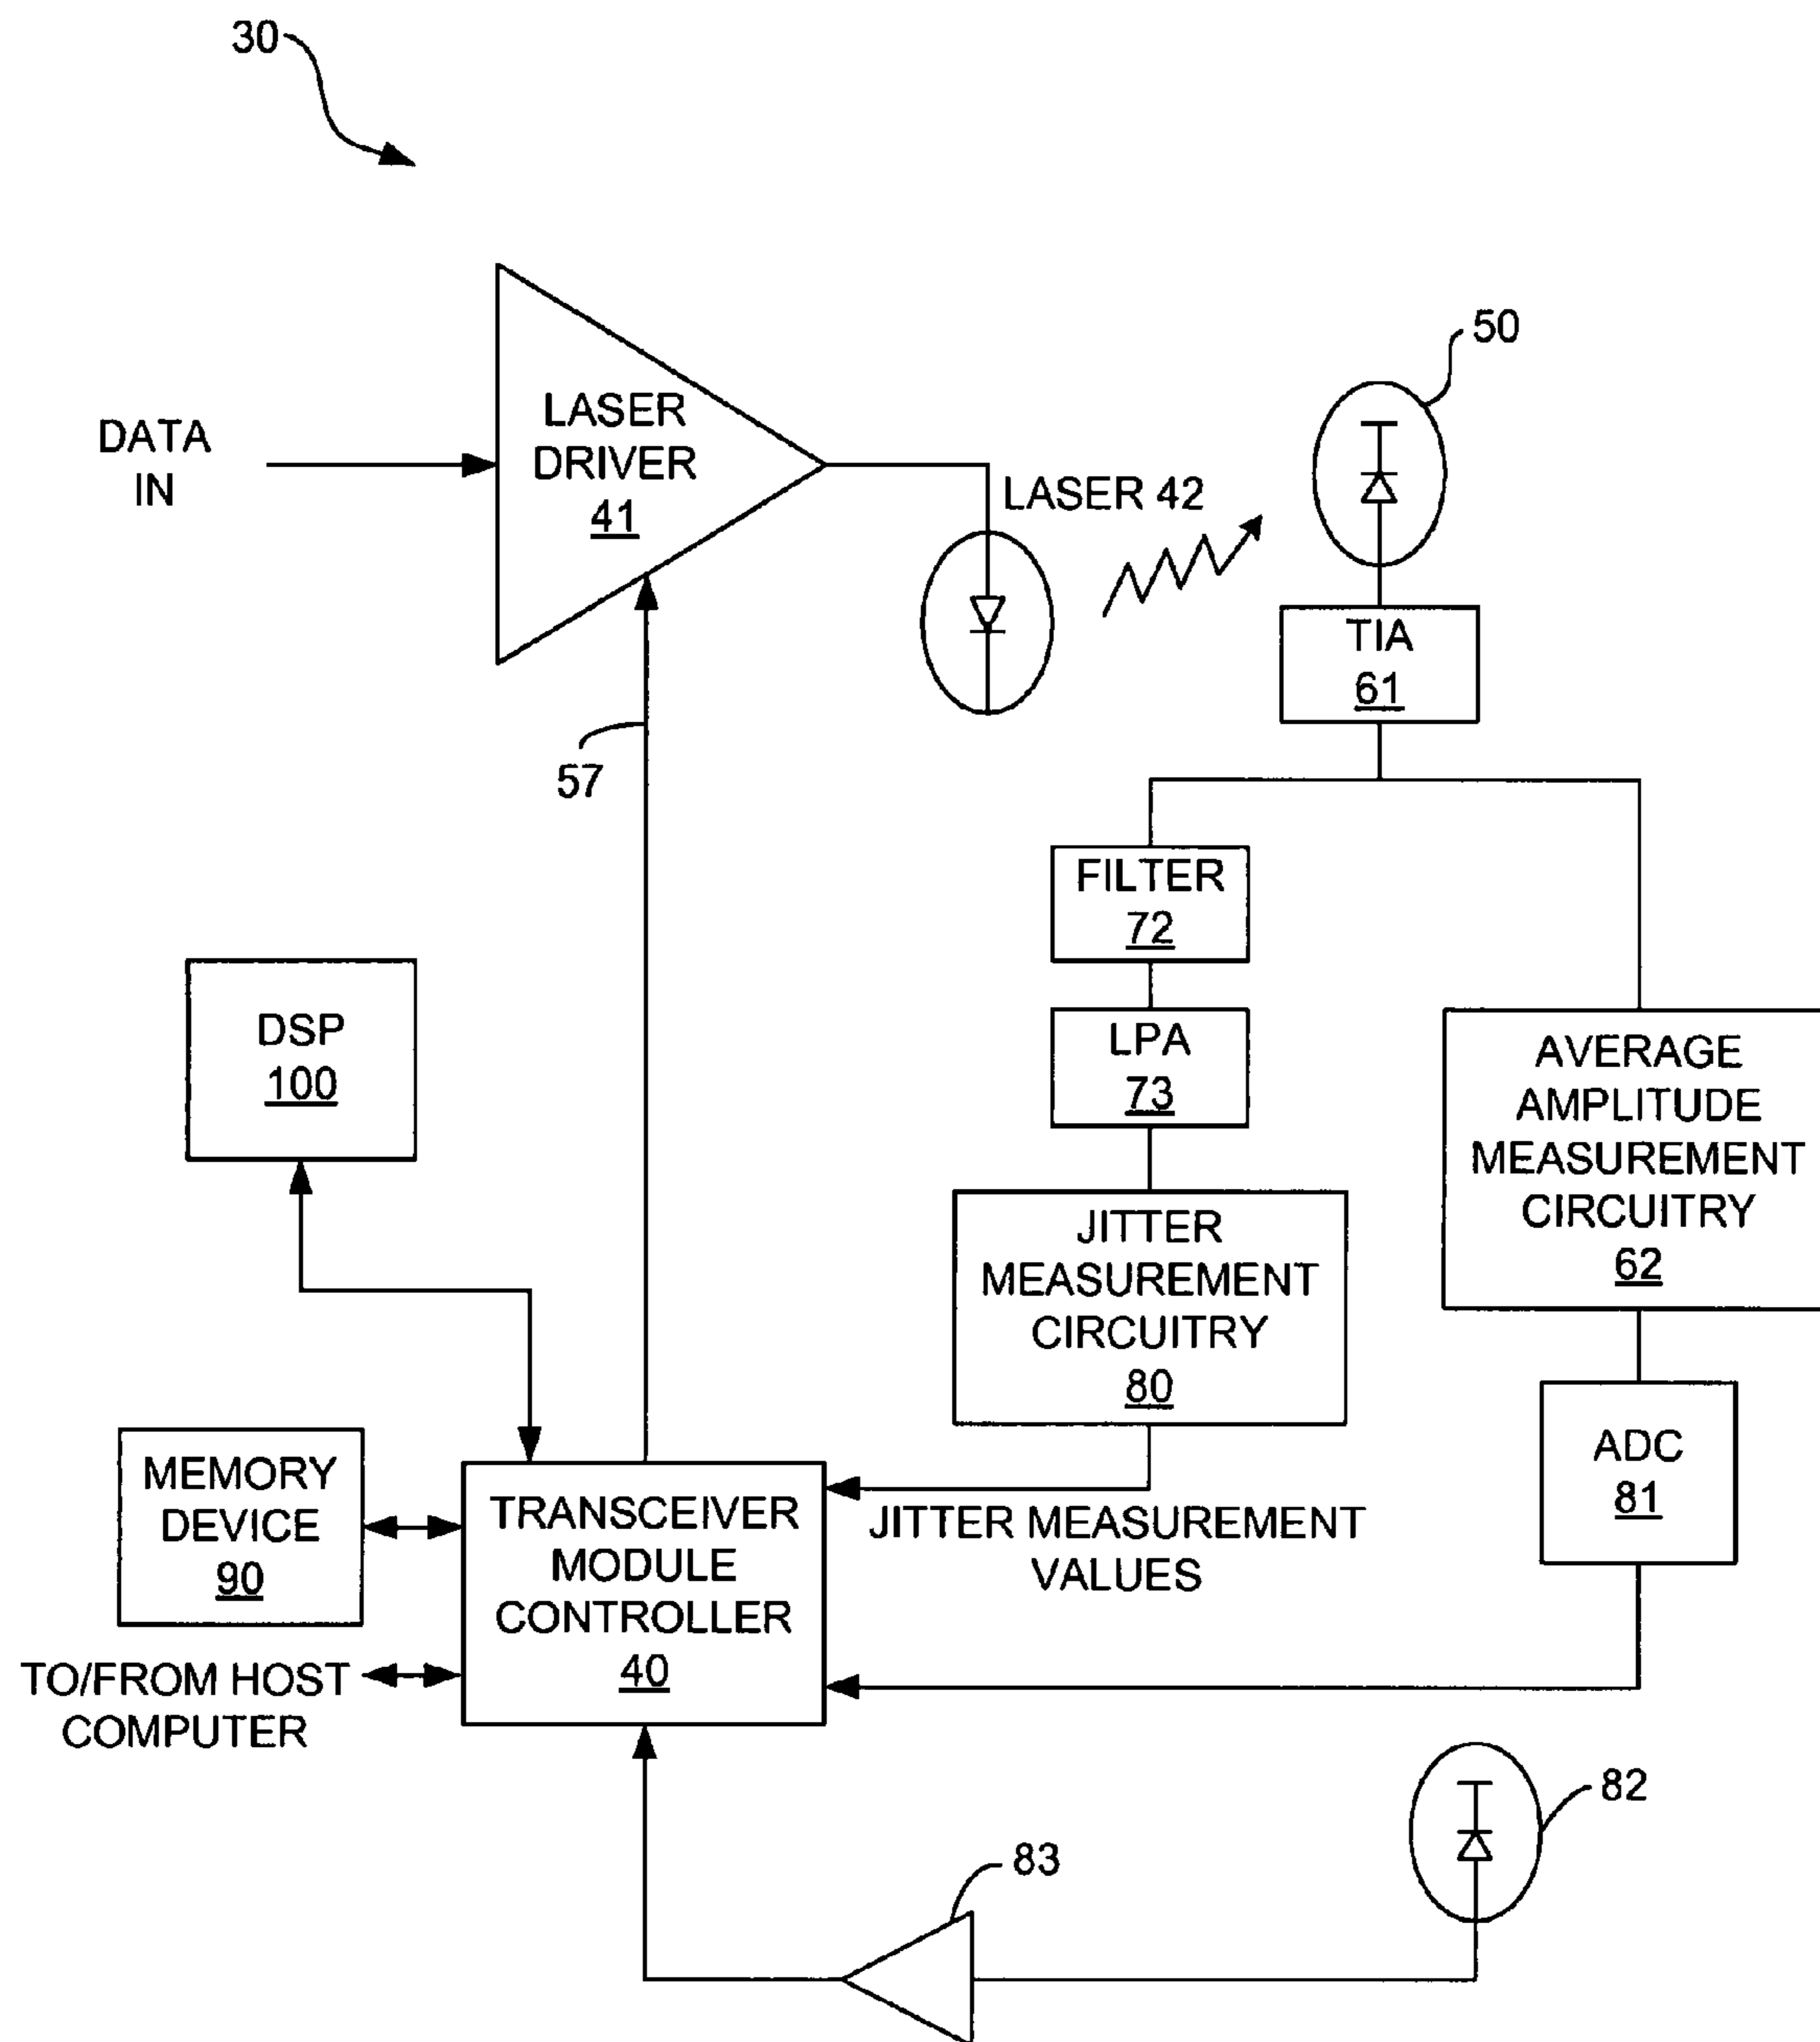 30
50
DATA
IN
LASER
DRIVER
41
LASER 42
TIA
61
57
FILTER
72
DSP
100
LPA
73
AVERAGE
AMPLITUDE
MEASUREMENT
CIRCUITRY
62
JITTER
MEASUREMENT
CIRCUITRY
80
MEMORY
DEVICE
90
TRANSCEIVER
MODULE
CONTROLLER
40
JITTER MEASUREMENT
VALUES
ADC
81
TO/FROM HOST
COMPUTER
82
83